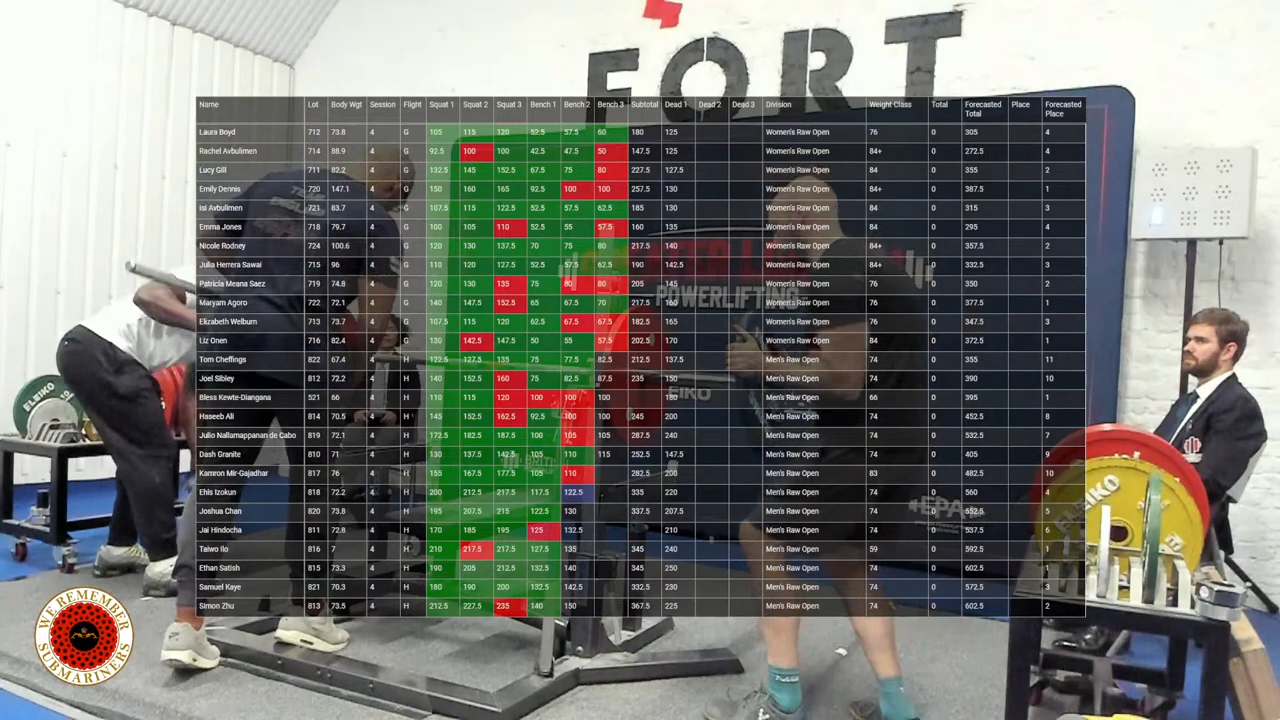 FORT
Name Lot Body Wgt Session Flight Squat 1 Squat 2 Squat 3 Bench 1 Bench 2 Bench 3 Subtotal Dead 1 Dead 2 Dead 3 Division Weight Class Total Forecasted Total Place Forecasted Place
Laura Boyd 712 73.8 4 G 105 115 120 52.5 57.5 60 180 125 Women's Raw Open 76 0 305 4
Rachel Avbulimen 714 88.9 4 G 92.5 100 100 42.5 47.5 50 147.5 125 Women's Raw Open 84+ 0 272.5 4
Lucy Gill 711 82.2 4 G 132.5 145 152.5 67.5 75 80 227.5 127.5 Women's Raw Open 84 0 355 2
Emily Dennis 720 147.1 4 G 150 160 165 92.5 100 100 257.5 130 Women's Raw Open 84+ 0 387.5 1
Isi Avbulimen 721 83.7 4 G 107.5 115 122.5 52.5 57.5 62.5 185 130 Women's Raw Open 84 0 315 3
Emma Jones 718 79.7 4 G 100 105 110 52.5 55 57.5 160 135 Women's Raw Open 84 0 295 4
Nicole Rodney 724 100.6 4 G 120 130 137.5 70 75 80 217.5 140 Women's Raw Open 84+ 0 357.5 2
Julia Herrera Sawai 715 96 4 G 110 120 127.5 52.5 57.5 62.5 190 142.5 Women's Raw Open 84+ 0 332.5 3
Patricia Meana Saez 719 74.8 4 G 120 130 135 75 80 80 205 145 Women's Raw Open 76 0 350 2
Maryam Agoro 722 72.1 4 G 140 147.5 152.5 65 67.5 70 217.5 160 Women's Raw Open 76 0 377.5 1
Elizabeth Welburn 713 73.7 4 G 107.5 115 120 62.5 67.5 67.5 182.5 165 Women's Raw Open 76 0 347.5 3
Liz Onen 716 82.4 4 G 130 142.5 147.5 50 55 57.5 202.5 170 Women's Raw Open 84 0 372.5 1
Tom Cheffings 822 67.4 4 H 122.5 127.5 135 75 77.5 82.5 212.5 137.5 Men's Raw Open 74 0 355 11
Joel Sibley 812 72.2 4 H 140 152.5 160 75 82.5 87.5 235 150 Men's Raw Open 74 0 390 10
Bless Kewte-Diangana 521 66 4 H 110 115 120 100 100 100 180 Men's Raw Open 66 0 395 1
Haseeb Ali 814 70.5 4 H 145 152.5 162.5 92.5 100 100 245 200 Men's Raw Open 74 0 452.5 8
Julio Nallamappanan de Cabo 819 72.1 4 H 172.5 182.5 187.5 100 105 105 287.5 240 Men's Raw Open 74 0 532.5 7
Dash Granite 810 71 4 H 130 137.5 142.5 105 110 115 252.5 147.5 Men's Raw Open 74 0 405 9
Kamron Mir-Gajadhar 817 76 4 H 155 167.5 177.5 105 110 282.5 200 Men's Raw Open 83 0 482.5 10
Ehis Izokun 818 72.2 4 H 200 212.5 217.5 117.5 122.5 335 220 Men's Raw Open 74 0 560 4
Joshua Chan 820 73.8 4 H 195 207.5 215 122.5 130 337.5 207.5 Men's Raw Open 74 0 552.5 5
Jai Hindocha 811 72.8 4 H 170 185 195 125 132.5 210 Men's Raw Open 74 0 537.5 6
Taiwo Ilo 816 7 4 H 210 217.5 217.5 127.5 135 345 240 Men's Raw Open 59 0 592.5 1
Ethan Satish 815 73.3 4 H 190 205 212.5 132.5 140 345 250 Men's Raw Open 74 0 602.5 1
Samuel Kaye 821 70.3 4 H 180 190 200 132.5 142.5 332.5 230 Men's Raw Open 74 0 572.5 3
Simon Zhu 813 73.5 4 H 212.5 227.5 235 140 150 367.5 225 Men's Raw Open 74 0 602.5 2
POWERLIFTING
ELEIKO
ELEIKO
WE REMEMBER
SUBMARINERS